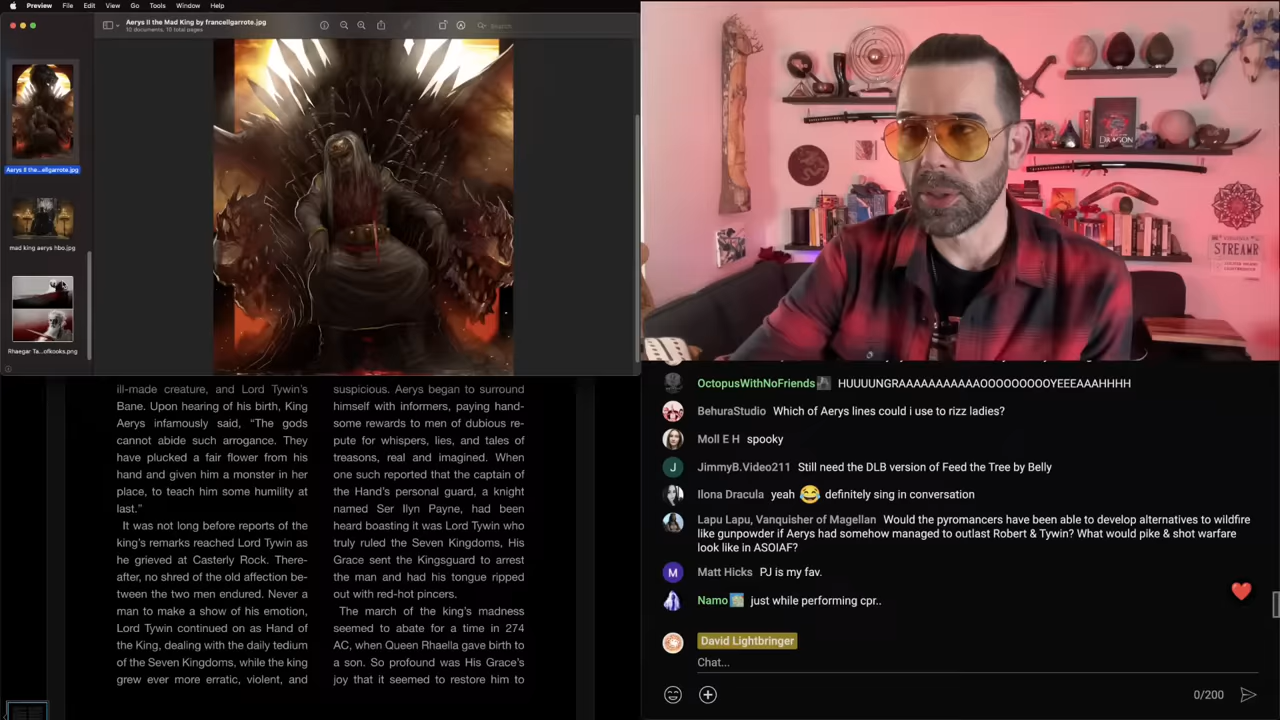 Preview File Edit View Go Tools Window Help
Aerys II the Mad King by francellgarrote.jpg
10 documents, 10 total pages
Search
Aerys II the...ellgarrote.jpg
mad king aerys hbo.jpg
Rhaegar Ta...ofkooks.png
ill-made creature, and Lord Tywin's
Bane. Upon hearing of his birth, King
Aerys infamously said, “The gods
cannot abide such arrogance. They
have plucked a fair flower from his
hand and given him a monster in her
place, to teach him some humility at
last.”
It was not long before reports of the
king's remarks reached Lord Tywin as
he grieved at Casterly Rock. There-
after, no shred of the old affection be-
tween the two men endured. Never a
man to make a show of his emotion,
Lord Tywin continued on as Hand of
the King, dealing with the daily tedium
of the Seven Kingdoms, while the king
grew ever more erratic, violent, and
suspicious. Aerys began to surround
himself with informers, paying hand-
some rewards to men of dubious re-
pute for whispers, lies, and tales of
treasons, real and imagined. When
one such reported that the captain of
the Hand's personal guard, a knight
named Ser Ilyn Payne, had been
heard boasting it was Lord Tywin who
truly ruled the Seven Kingdoms, His
Grace sent the Kingsguard to arrest
the man and had his tongue ripped
out with red-hot pincers.
The march of the king's madness
seemed to abate for a time in 274
AC, when Queen Rhaella gave birth to
a son. So profound was His Grace's
joy that it seemed to restore him to
DRAGON
STREAMR
OctopusWithNoFriends HUUUUNGRAAAAAAAAAAAOOOOOOOOOYEEEAAAHHHH
BehuraStudio Which of Aerys lines could i use to rizz ladies?
Moll E H spooky
J JimmyB.Video211 Still need the DLB version of Feed the Tree by Belly
Ilona Dracula yeah 😂 definitely sing in conversation
Lapu Lapu, Vanquisher of Magellan Would the pyromancers have been able to develop alternatives to wildfire
like gunpowder if Aerys had somehow managed to outlast Robert & Tywin? What would pike & shot warfare
look like in ASOIAF?
M Matt Hicks PJ is my fav.
Namo just while performing cpr..
David Lightbringer
Chat...
0/200